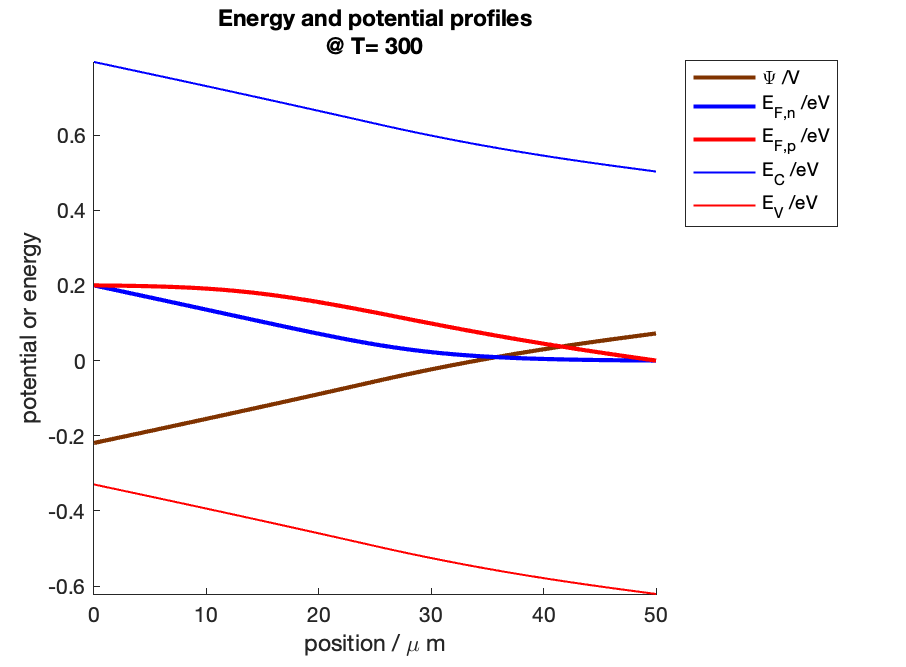 Energy and potential profiles
@ T= 300
Ψ /V
E_F,n /eV
E_F,p /eV
E_C /eV
E_V /eV
potential or energy
0.6
0.4
0.2
0
-0.2
-0.4
-0.6
0 10 20 30 40 50
position / μ m